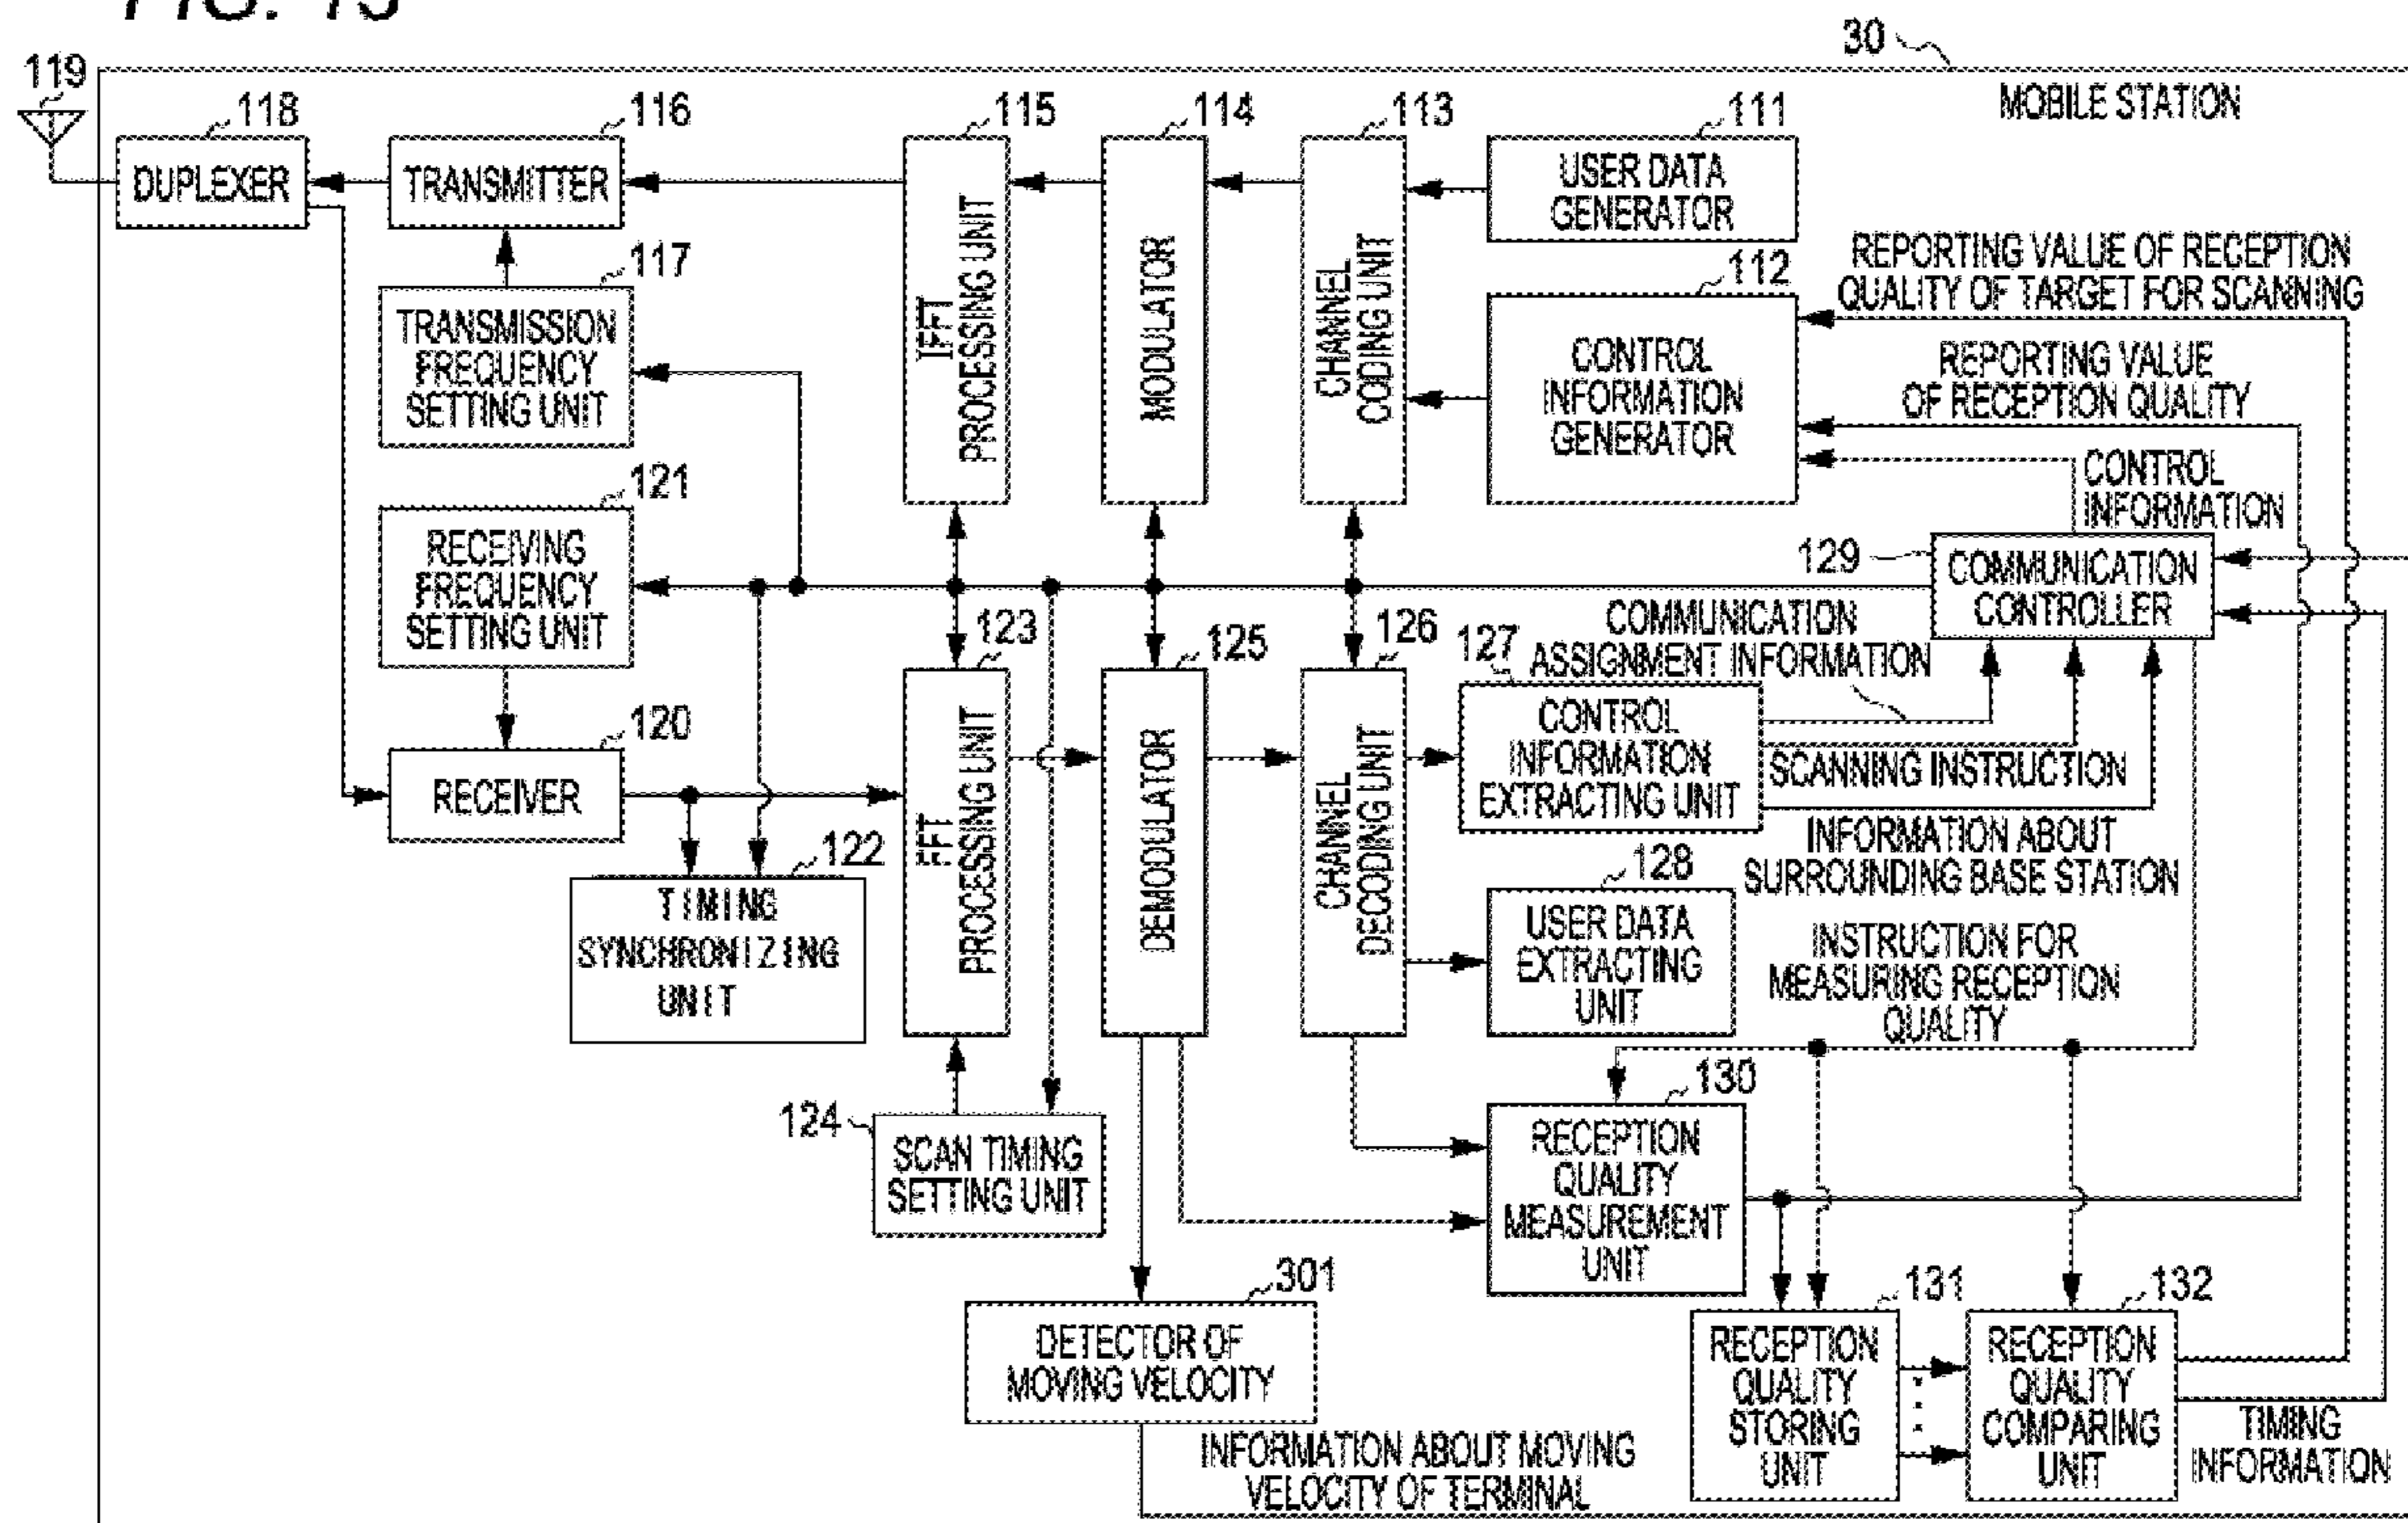 FIG. 13
30
119
MOBILE STATION
118
116
115
114
113
111
DUPLEXER
TRANSMITTER
IFFT
PROCESSING UNIT
MODULATOR
CHANNEL
CODING UNIT
USER DATA
GENERATOR
117
TRANSMISSION
FREQUENCY
SETTING UNIT
112
CONTROL
INFORMATION
GENERATOR
REPORTING VALUE OF RECEPTION
QUALITY OF TARGET FOR SCANNING
REPORTING VALUE
OF RECEPTION QUALITY
CONTROL
INFORMATION
121
RECEIVING
FREQUENCY
SETTING UNIT
129
COMMUNICATION
CONTROLLER
123
125
126
127
COMMUNICATION
ASSIGNMENT INFORMATION
120
RECEIVER
FFT
PROCESSING UNIT
DEMODULATOR
CHANNEL
DECODING UNIT
CONTROL
INFORMATION
EXTRACTING UNIT
SCANNING INSTRUCTION
INFORMATION ABOUT
SURROUNDING BASE STATION
122
TIMING
SYNCHRONIZING
UNIT
128
USER DATA
EXTRACTING
UNIT
INSTRUCTION FOR
MEASURING RECEPTION
QUALITY
124
SCAN TIMING
SETTING UNIT
130
RECEPTION
QUALITY
MEASUREMENT
UNIT
301
DETECTOR OF
MOVING VELOCITY
131
RECEPTION
QUALITY
STORING
UNIT
132
RECEPTION
QUALITY
COMPARING
UNIT
TIMING
INFORMATION
INFORMATION ABOUT MOVING
VELOCITY OF TERMINAL